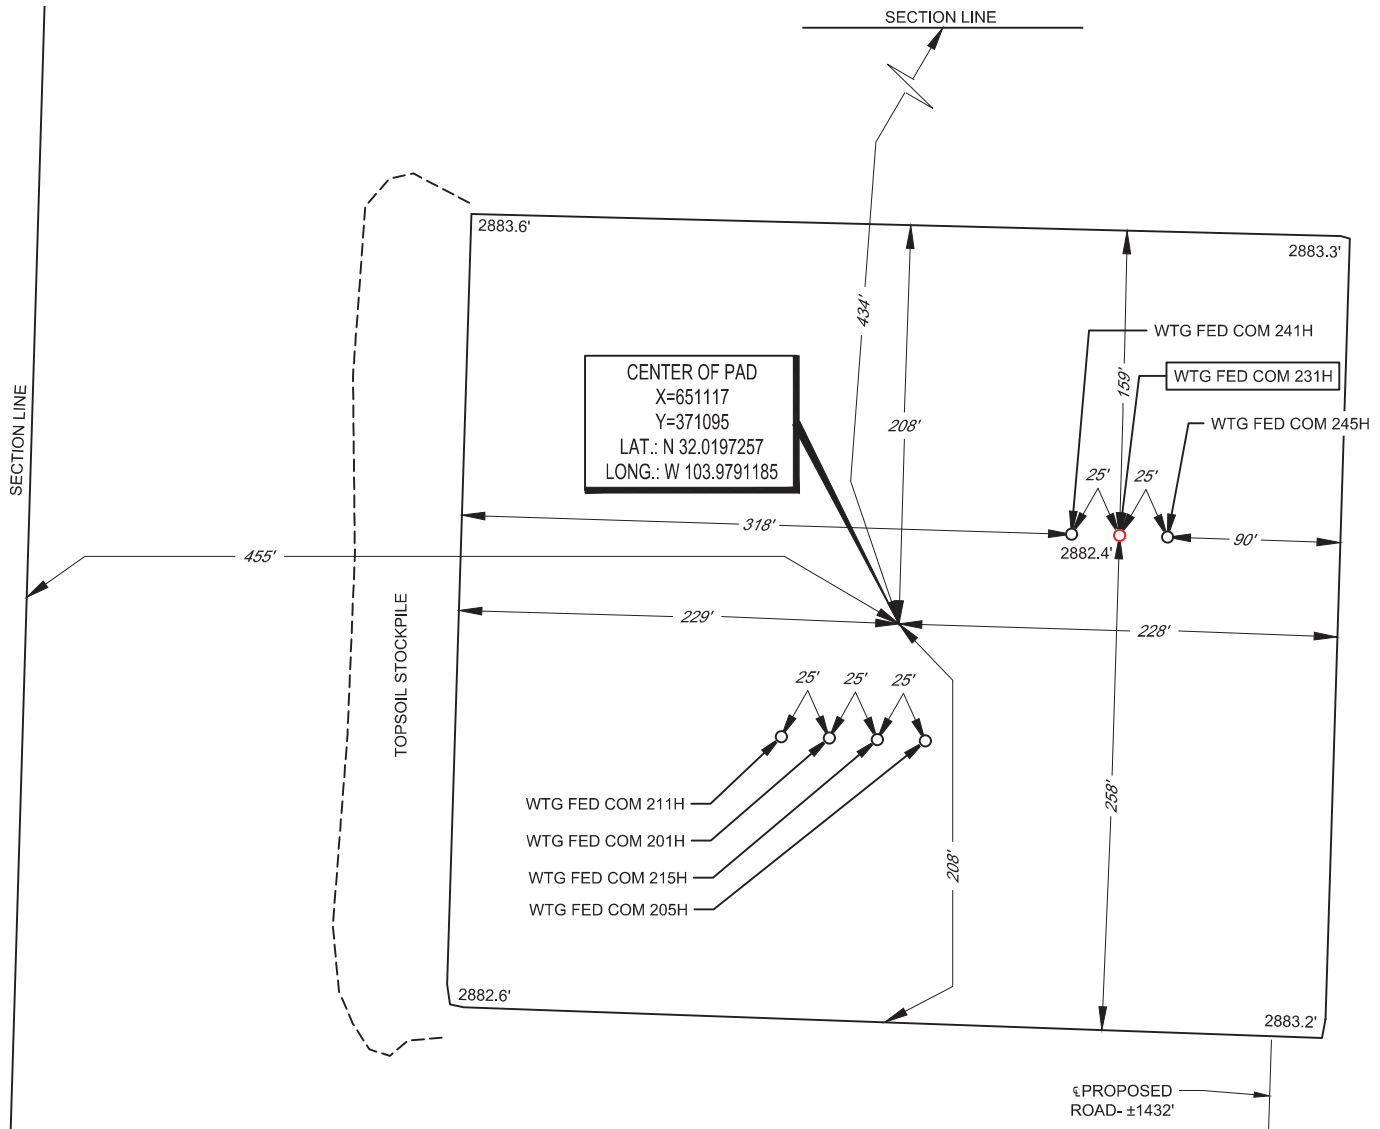 SECTION LINE
2883.6'
2883.3'
434'
WTG FED COM 241H
CENTER OF PAD
X=651117
Y=371095
LAT.: N 32.0197257
LONG.: W 103.9791185
159'
WTG FED COM 231H
208'
WTG FED COM 245H
SECTION LINE
25'
25'
318'
90'
2882.4'
455'
229'
228'
TOPSOIL STOCKPILE
25'
25'
25'
258'
WTG FED COM 211H
WTG FED COM 201H
WTG FED COM 215H
WTG FED COM 205H
208'
2882.6'
2883.2'
℄PROPOSED
ROAD- ±1432'